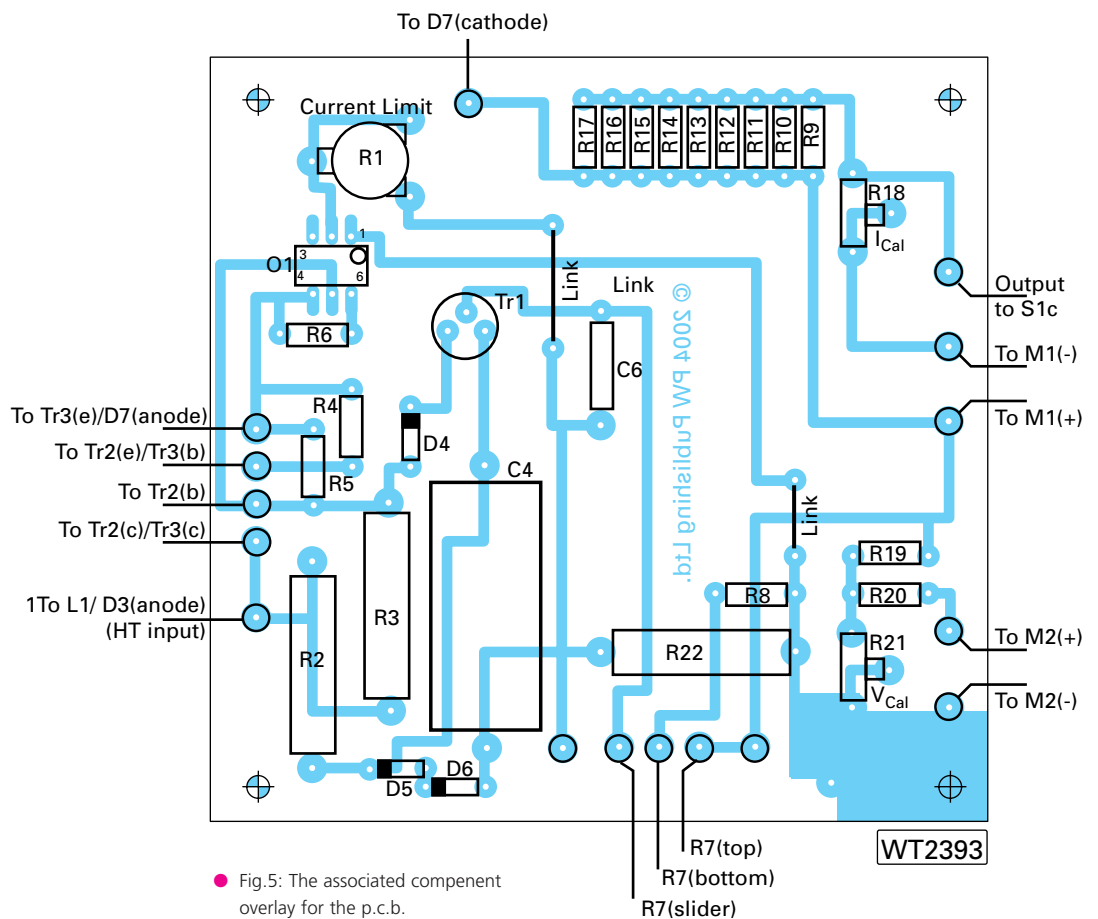 To D7(cathode)
Current Limit
R1
R17
R16
R15
R14
R13
R12
R11
R10
R9
R18
I Cal
O1
3
1
4
6
R6
Tr1
Link
Link
C6
© 2004 PW Publishing Ltd.
Output
to S1c
To M1(-)
To M1(+)
To Tr3(e)/D7(anode)
To Tr2(e)/Tr3(b)
To Tr2(b)
To Tr2(c)/Tr3(c)
1To L1/ D3(anode)
(HT input)
R4
R5
D4
C4
Link
R19
R8
R20
R2
R3
R22
R21
V Cal
To M2(+)
To M2(-)
D5
D6
R7(top)
R7(bottom)
R7(slider)
WT2393
Fig.5: The associated compenent
overlay for the p.c.b.